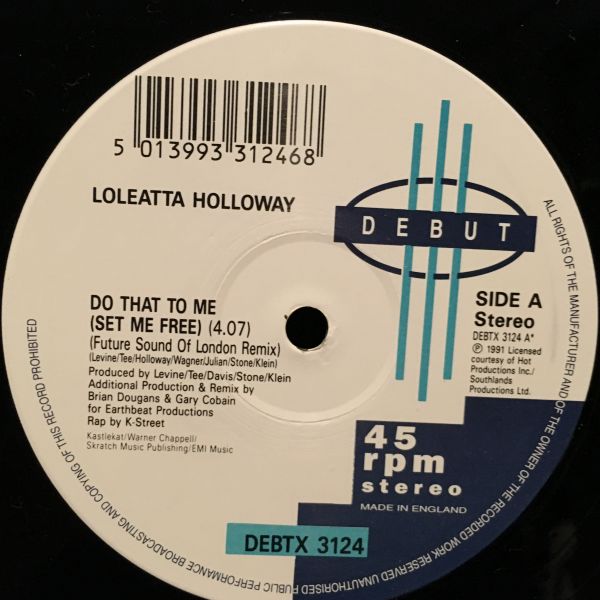 5 013993 312468
LOLEATTA HOLLOWAY
DEBUT
DO THAT TO ME
(SET ME FREE) (4.07)
(Future Sound Of London Remix)
(Levine/Tee/Holloway/Wagner/Julian/Stone/Klein)
Produced by Levine/Tee/Davis/Stone/Klein
Additional Production & Remix by
Brian Dougans & Gary Cobain
for Earthbeat Productions
Rap by K-Street
Kastlekat/Warner Chappell/
Skratch Music Publishing/EMI Music
SIDE A
Stereo
DEBTX 3124 A*
℗ 1991 Licensed
courtesy of Hot
Productions Inc./
Southlands
Productions Ltd.
45
rpm
stereo
MADE IN ENGLAND
DEBTX 3124
ALL RIGHTS OF THE MANUFACTURER AND OF THE OWNER OF THE RECORDED WORK RESERVED UNAUTHORISED PUBLIC PERFORMANCE BROADCASTING AND COPYING OF THIS RECORD PROHIBITED